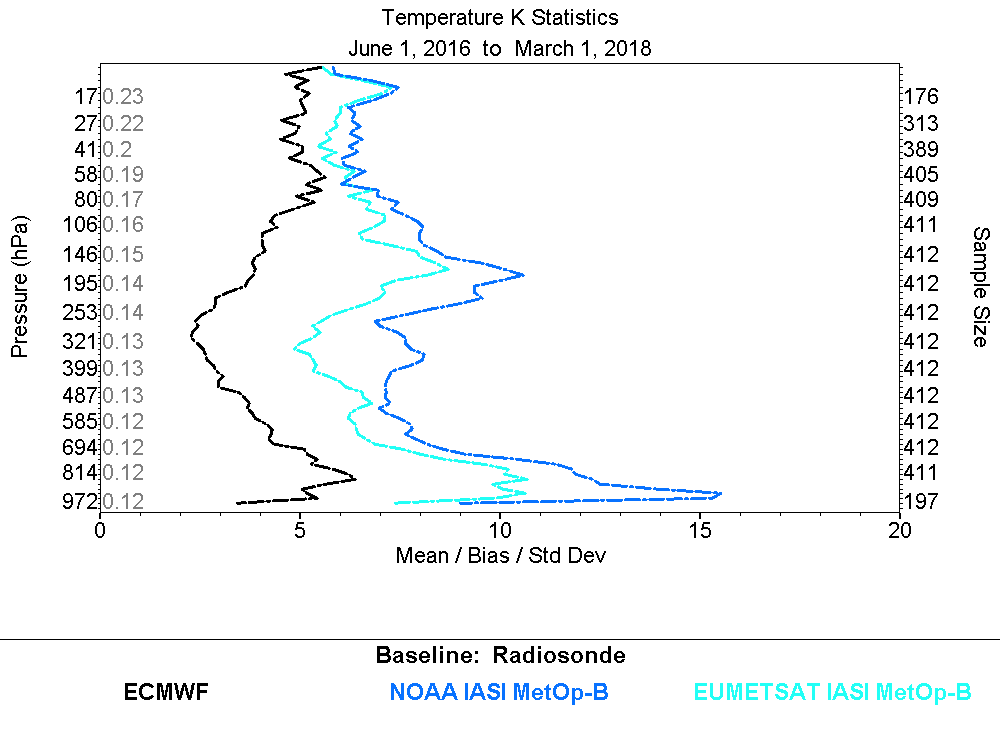 Temperature K Statistics
June 1, 2016 to March 1, 2018
17 0.23 176
27 0.22 313
41 0.2 389
58 0.19 405
80 0.17 409
106 0.16 411
146 0.15 412
195 0.14 412
253 0.14 412
321 0.13 412
399 0.13 412
487 0.13 412
585 0.12 412
694 0.12 412
814 0.12 411
972 0.12 197
Pressure (hPa)
Sample Size
0 5 10 15 20
Mean / Bias / Std Dev
Baseline: Radiosonde
ECMWF NOAA IASI MetOp-B EUMETSAT IASI MetOp-B